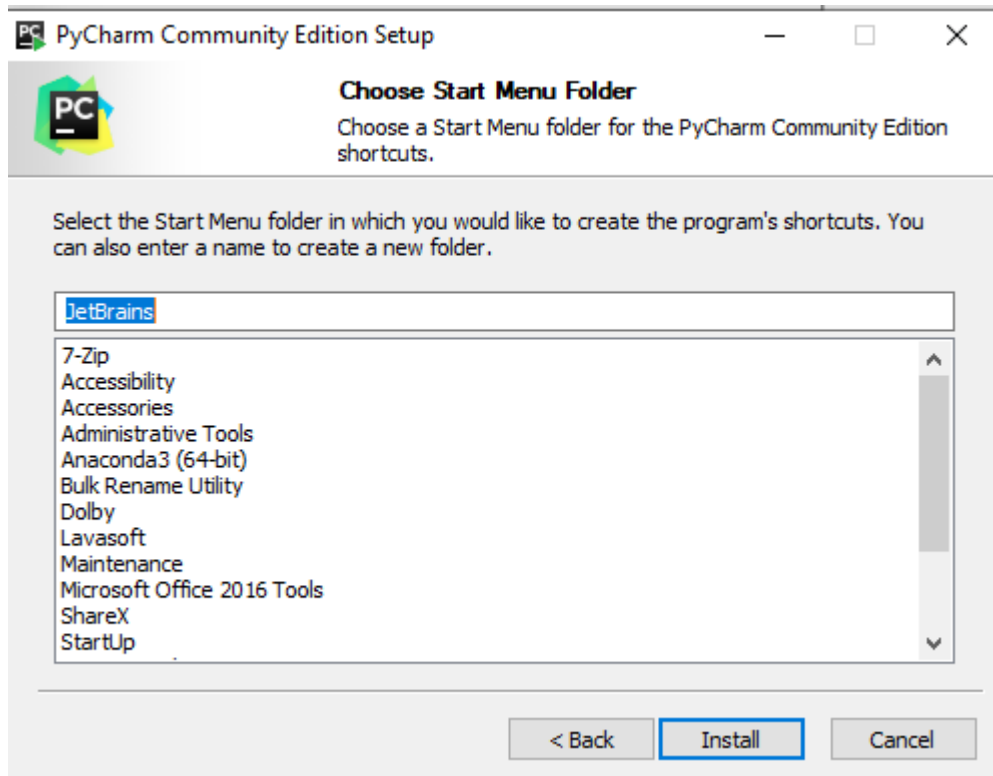 PyCharm Community Edition Setup
PC
Choose Start Menu Folder
Choose a Start Menu folder for the PyCharm Community Edition
shortcuts.
Select the Start Menu folder in which you would like to create the program's shortcuts. You
can also enter a name to create a new folder.
JetBrains
7-Zip
Accessibility
Accessories
Administrative Tools
Anaconda3 (64-bit)
Bulk Rename Utility
Dolby
Lavasoft
Maintenance
Microsoft Office 2016 Tools
ShareX
StartUp
< Back
Install
Cancel